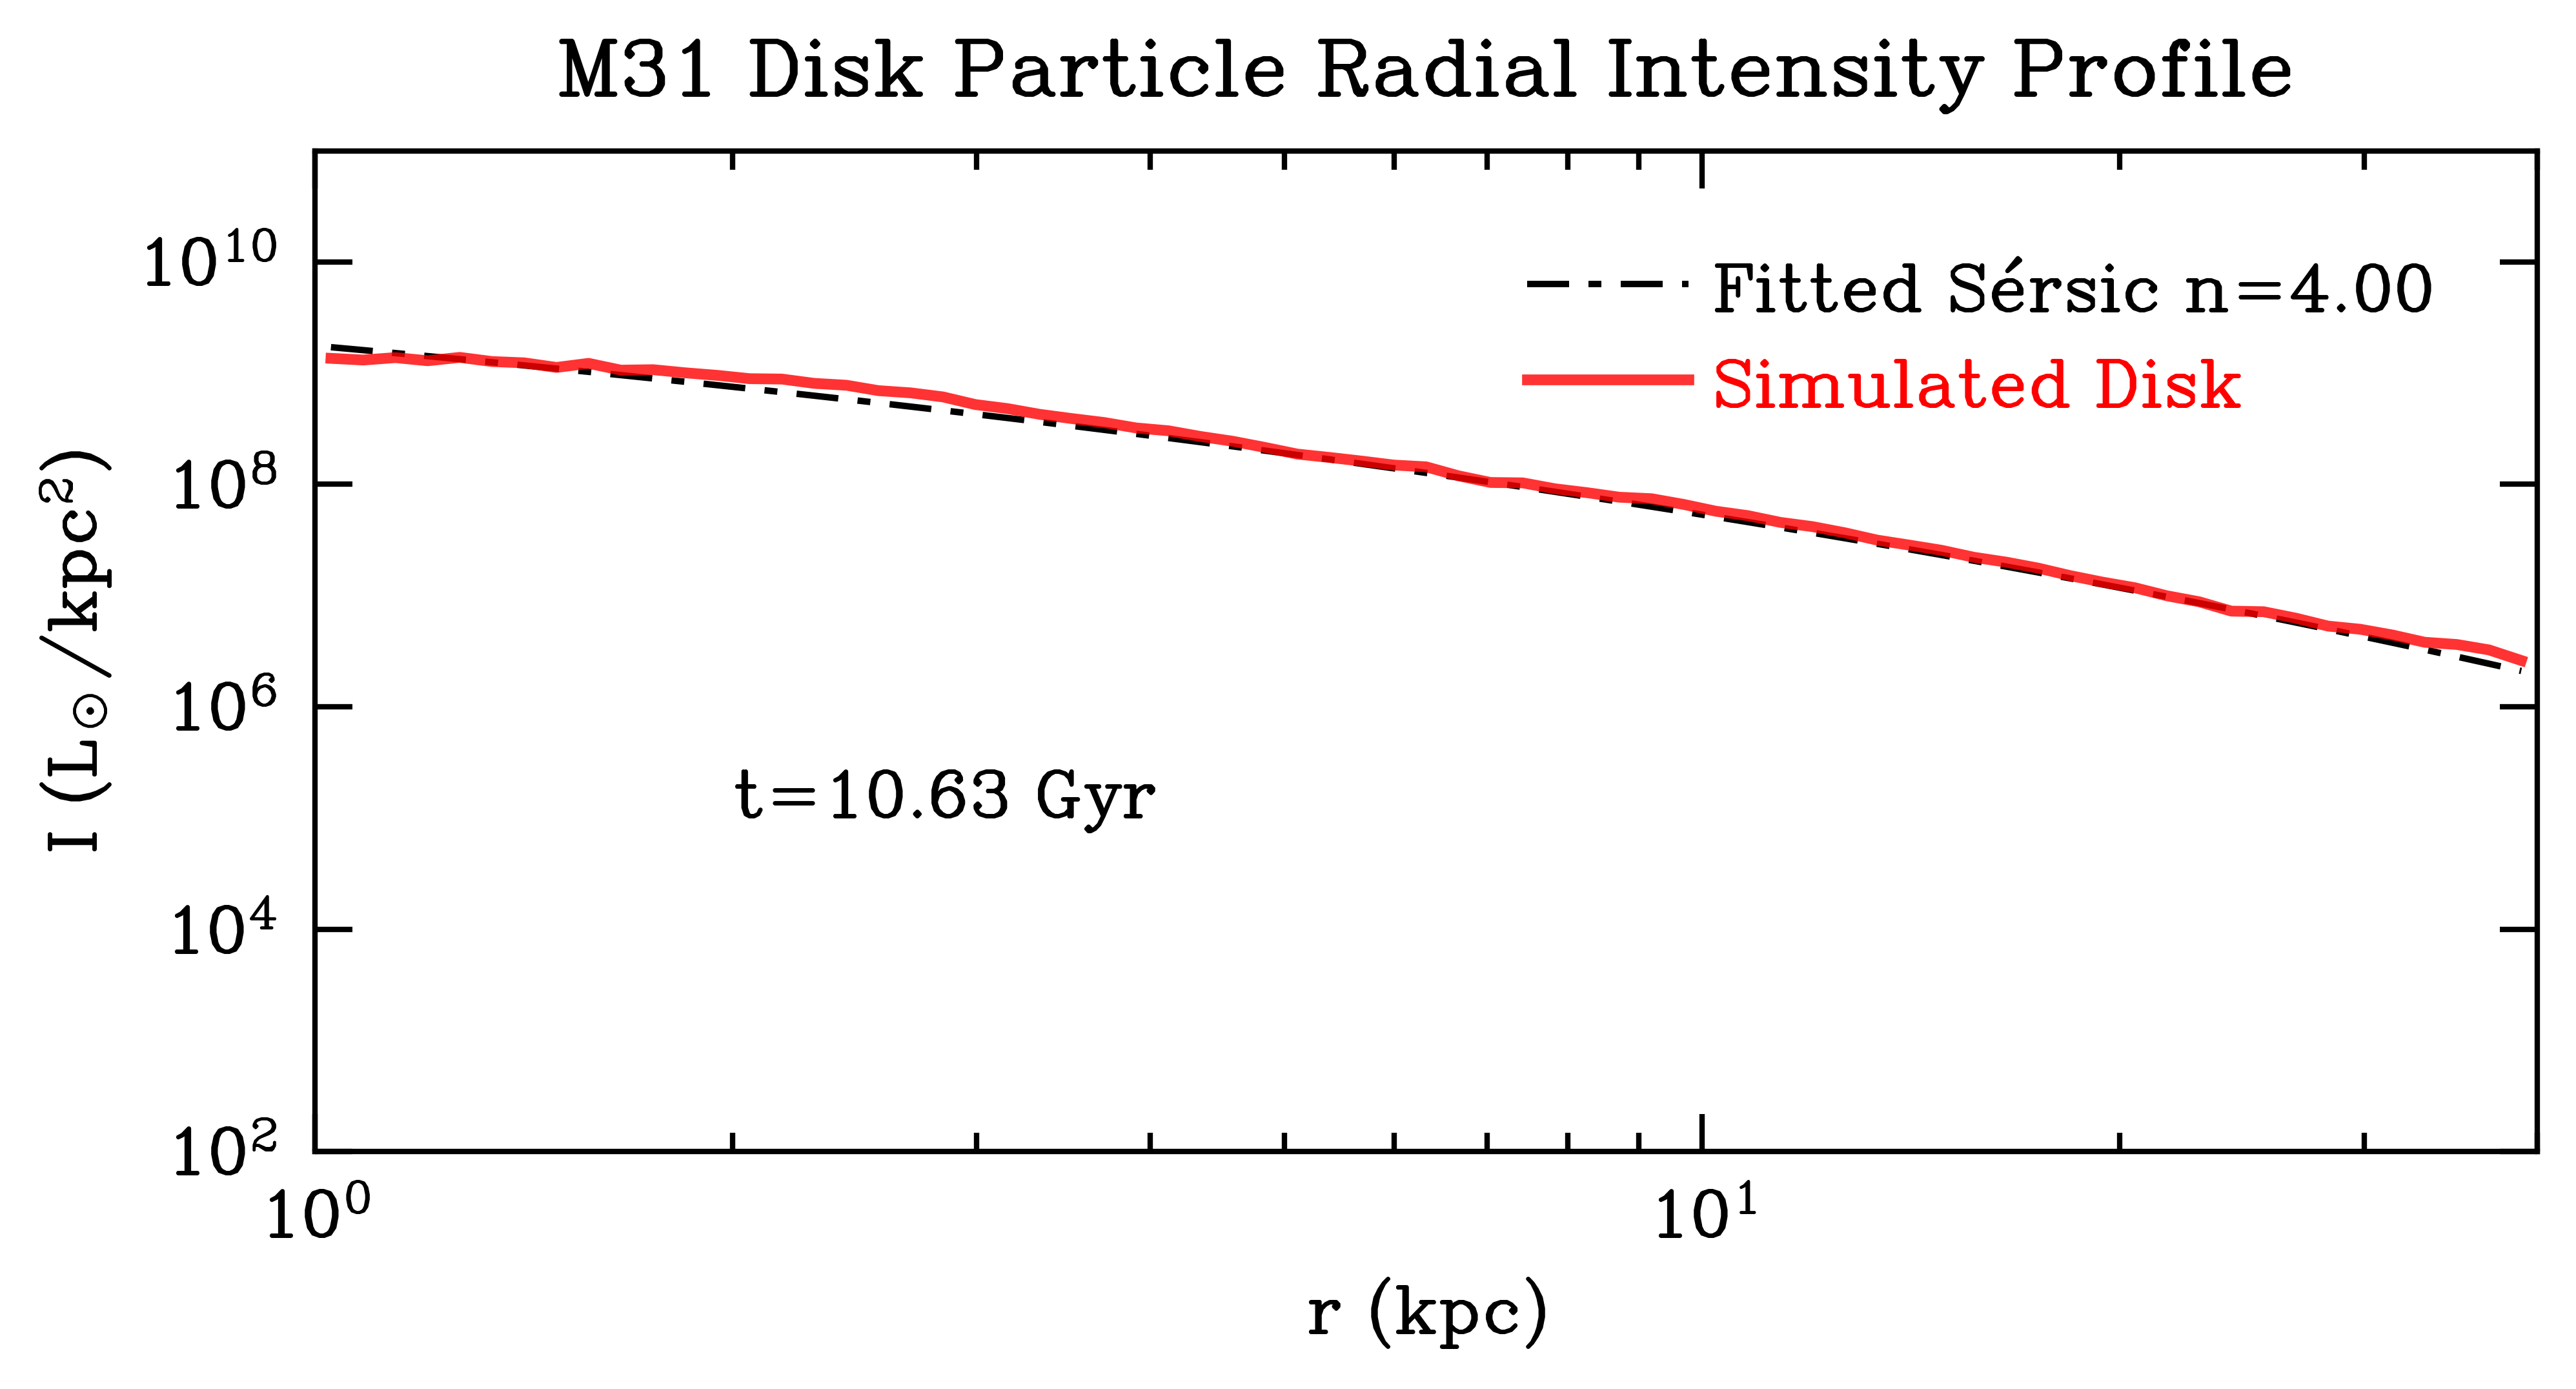 M31 Disk Particle Radial Intensity Profile
10¹⁰
Fitted Sérsic n=4.00
Simulated Disk
10⁸
I (L⊙/kpc²)
10⁶
t=10.63 Gyr
10⁴
10²
10⁰
10¹
r (kpc)